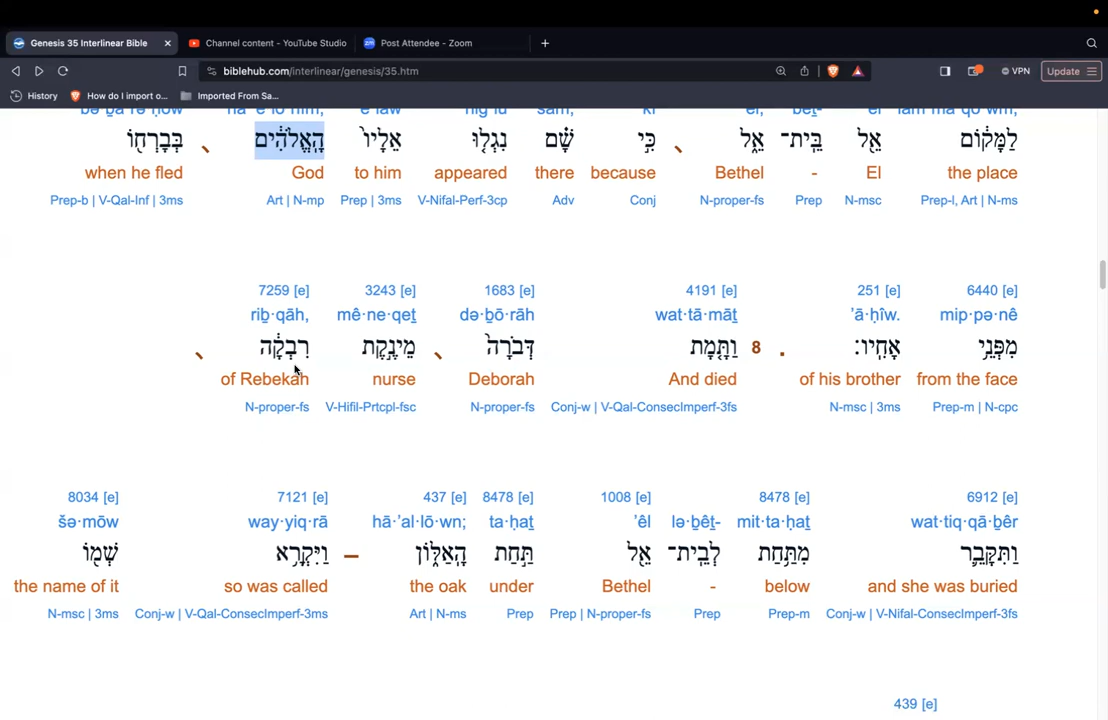 Genesis 35 Interlinear Bible
Channel content - YouTube Studio
Post Attendee - Zoom
biblehub.com/interlinear/genesis/35.htm
VPN
Update
History
How do I import o...
Imported From Sa...
לַמָּק֔וֹם אֵ֖ל בֵּֽית־ אֵ֑ל 、 כִּ֣י שָׁ֗ם נִגְל֤וּ אֵלָיו֙ הָֽאֱלֹהִ֔ים 、 בְּבָרְח֖וֹ
the place El - Bethel because there appeared to him God when he fled
Prep-l, Art | N-ms N-msc Prep N-proper-fs Conj Adv V-Nifal-Perf-3cp Prep | 3ms Art | N-mp Prep-b | V-Qal-Inf | 3ms
6440 [e] 251 [e] 4191 [e] 1683 [e] 3243 [e] 7259 [e]
mip·pə·nê ’ā·ḥîw. wat·tā·māṯ də·ḇō·rāh mê·ne·qeṯ riḇ·qāh,
מִפְּנֵ֥י אָחִֽיו׃ . 8 וַתָּ֤מָת דְּבֹרָה֙ 、 מֵינֶ֣קֶת רִבְקָ֔ה 、
from the face of his brother And died Deborah nurse of Rebekah
Prep-m | N-cpc N-msc | 3ms Conj-w | V-Qal-ConsecImperf-3fs N-proper-fs V-Hifil-Prtcpl-fsc N-proper-fs
6912 [e] 8478 [e] 1008 [e] 8478 [e] 437 [e] 7121 [e] 8034 [e]
wat·tiq·qā·ḇêr mit·ta·ḥaṯ lə·ḇêṯ- ’êl ta·ḥaṯ hā·’al·lō·wn; way·yiq·rā šə·mōw
וַתִּקָּבֵ֛ר מִתַּ֥חַת לְבֵֽית־ אֵ֖ל תַּ֣חַת הָֽאַלּ֑וֹן – וַיִּקְרָ֥א שְׁמ֖וֹ
and she was buried below - Bethel under the oak so was called the name of it
Conj-w | V-Nifal-ConsecImperf-3fs Prep-m Prep Prep | N-proper-fs Prep Art | N-ms Conj-w | V-Qal-ConsecImperf-3ms N-msc | 3ms
439 [e]